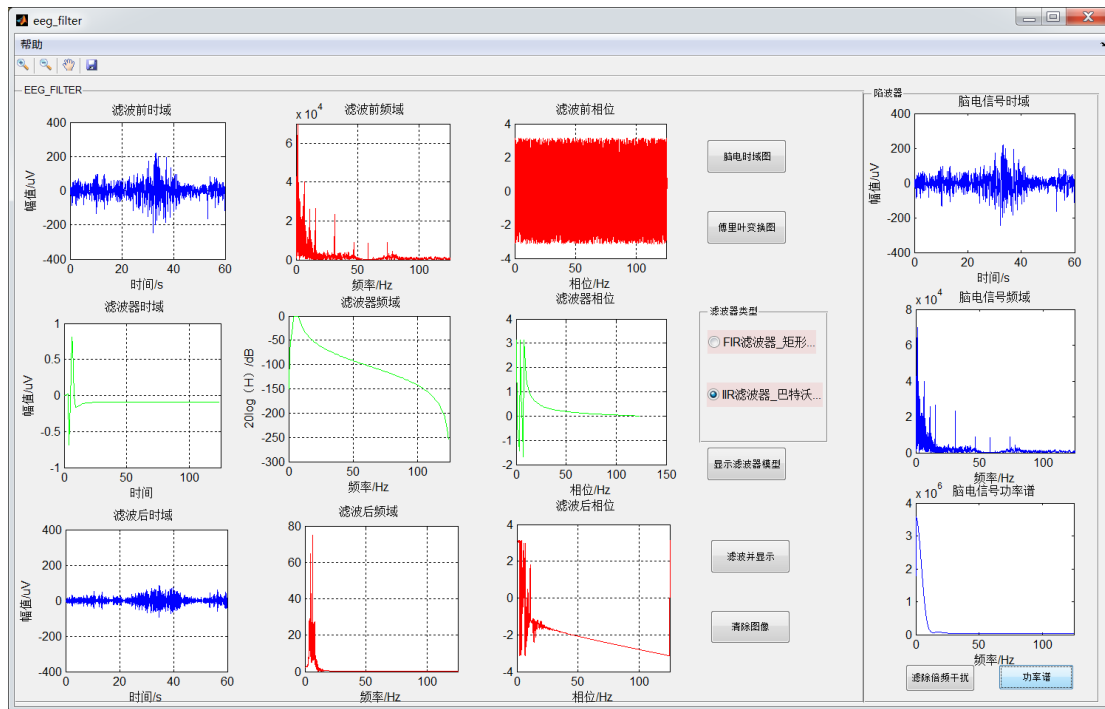 eeg_filter
帮助
EEG_FILTER
滤波前时域
400
200
0
-200
-400
0 20 40 60
幅值/uV
时间/s
滤波前频域
x 10^4
6
4
2
0
0 50 100
频率/Hz
滤波前相位
4
2
0
-2
-4
0 50 100
相位/Hz
脑电时域图
傅里叶变换图
滤波器时域
1
0.5
0
-0.5
-1
0 50 100
幅值/uV
时间
滤波器频域
0
-50
-100
-150
-200
-250
-300
0 50 100
20log（H）/dB
频率/Hz
滤波器相位
4
3
2
1
0
-1
-2
0 50 100 150
相位/Hz
滤波器类型
FIR滤波器_矩形...
IIR滤波器_巴特沃...
显示滤波器模型
滤波后时域
400
200
0
-200
-400
0 20 40 60
幅值/uV
时间/s
滤波后频域
80
60
40
20
0
0 50 100
频率/Hz
滤波后相位
4
2
0
-2
-4
0 50 100
相位/Hz
滤波并显示
清除图像
陷波器
脑电信号时域
400
200
0
-200
-400
0 20 40 60
幅值/uV
时间/s
脑电信号频域
x 10^4
8
6
4
2
0
0 50 100
频率/Hz
脑电信号功率谱
x 10^6
4
3
2
1
0
0 50 100
频率/Hz
滤除倍频干扰
功率谱